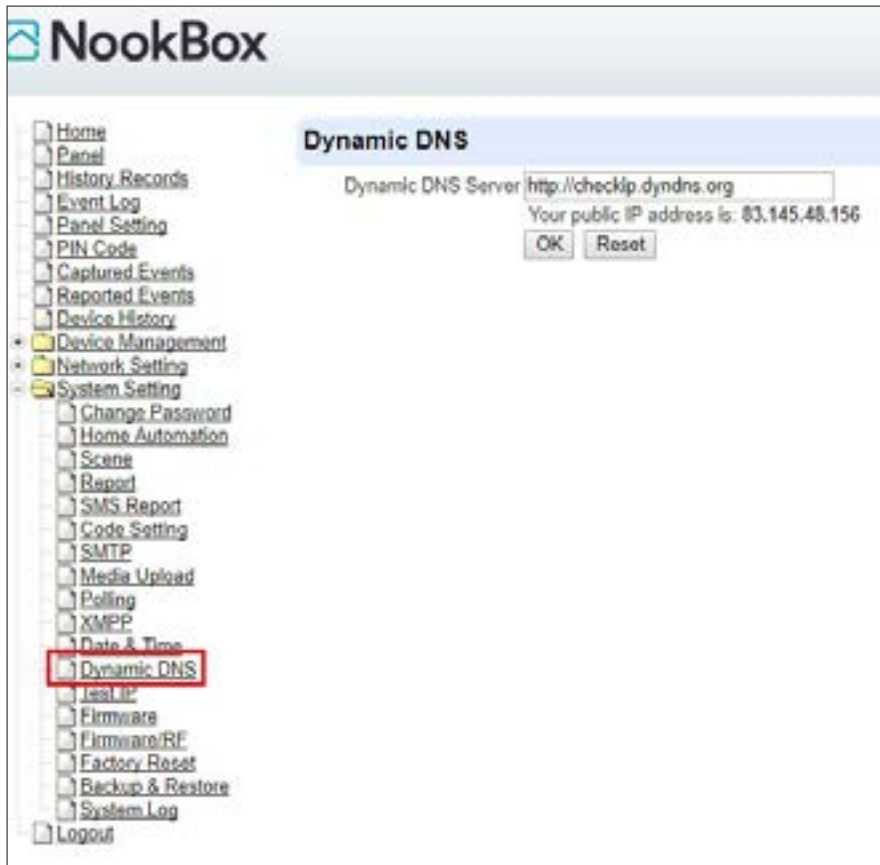 NookBox
Home
Panel
History Records
Event Log
Panel Setting
PIN Code
Captured Events
Reported Events
Device History
Device Management
Network Setting
System Setting
Change Password
Home Automation
Scene
Report
SMS Report
Code Setting
SMTP
Media Upload
Polling
XMPP
Date & Time
Dynamic DNS
Test IP
Firmware
Firmware/RF
Factory Reset
Backup & Restore
System Log
Logout
Dynamic DNS
Dynamic DNS Server http://checkip.dyndns.org
Your public IP address is: 83.145.48.156
OK Reset